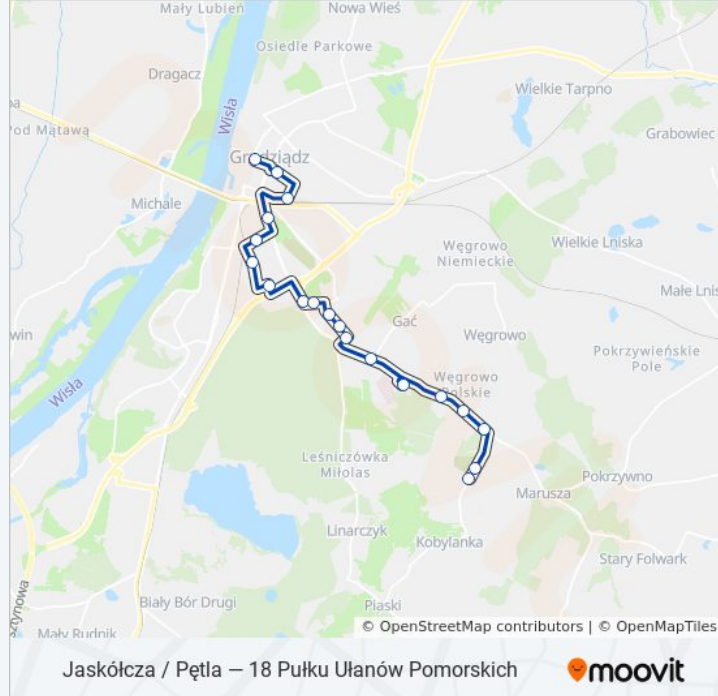 Mały Lubień
Nowa Wieś
Osiedle Parkowe
Dragacz
Wielkie Tarpno
Wisła
Pod Mątawą
Grabowiec
Grudziądz
Michale
Węgrowo
Niemieckie
Wielkie Lniska
Małe Lnis
Gać
Węgrowo
Pokrzywieńskie
Pole
Wisła
Węgrowo
Polskie
Leśniczówka
Miłolas
Pokrzywno
Marusza
Linarczyk
Kobylanka
Stary Folwark
Biały Bór Drugi
Piaski
sztynowa
Mały Rudnik
© OpenStreetMap contributors | © OpenMapTiles
Jaskółcza / Pętla — 18 Pułku Ułanów Pomorskich
moovit